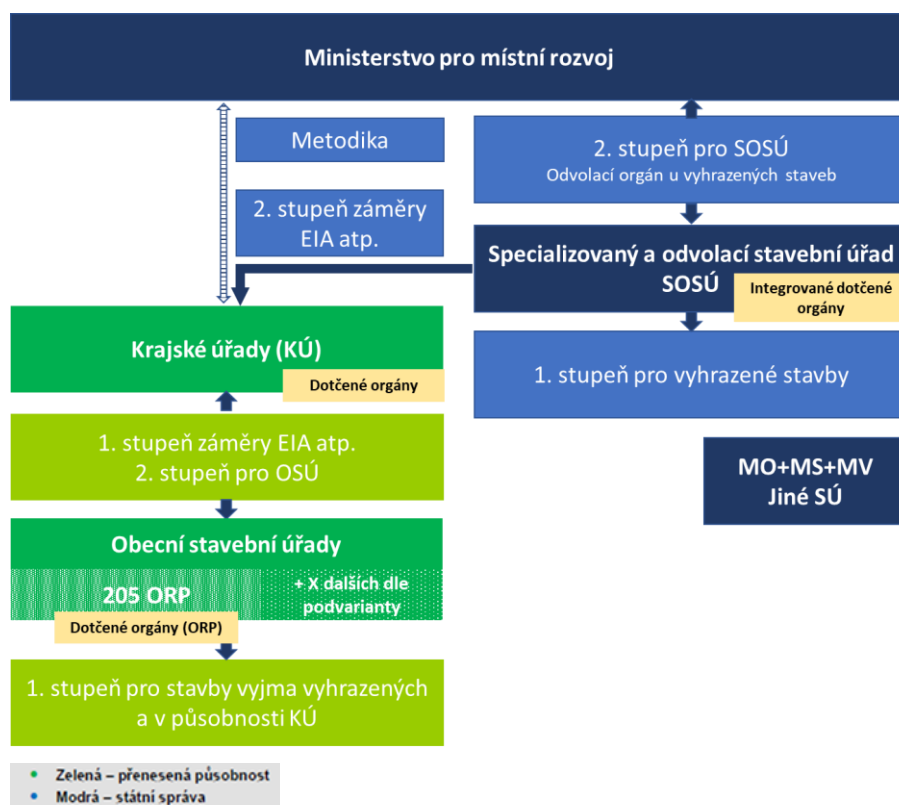 Ministerstvo pro místní rozvoj
Metodika
2. stupeň záměry
EIA atp.
2. stupeň pro SOSÚ
Odvolací orgán u vyhrazených staveb
Specializovaný a odvolací stavební úřad
SOSÚ
Integrované dotčené
orgány
1. stupeň pro vyhrazené stavby
Krajské úřady (KÚ)
Dotčené orgány
1. stupeň záměry EIA atp.
2. stupeň pro OSÚ
MO+MS+MV
Jiné SÚ
Obecní stavební úřady
205 ORP
+ X dalších dle
podvarianty
Dotčené orgány (ORP)
1. stupeň pro stavby vyjma vyhrazených
a v působnosti KÚ
• Zelená – přenesená působnost
• Modrá – státní správa